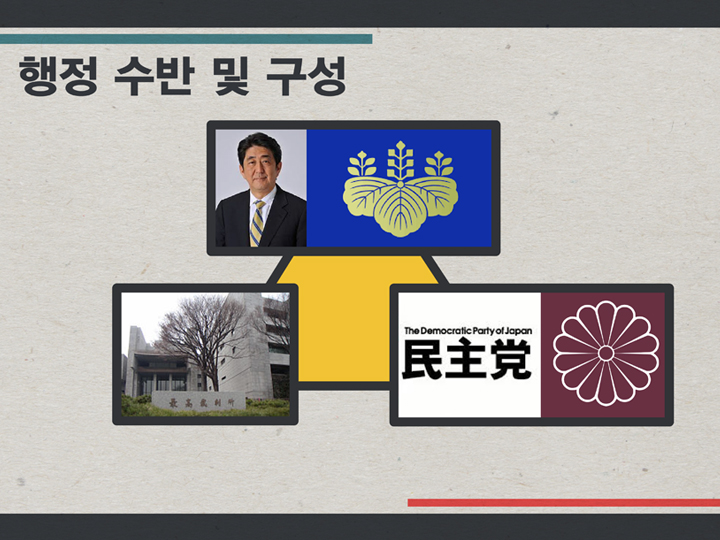 행정 수반 및 구성
最高裁判所
The Democratic Party of Japan
民主党